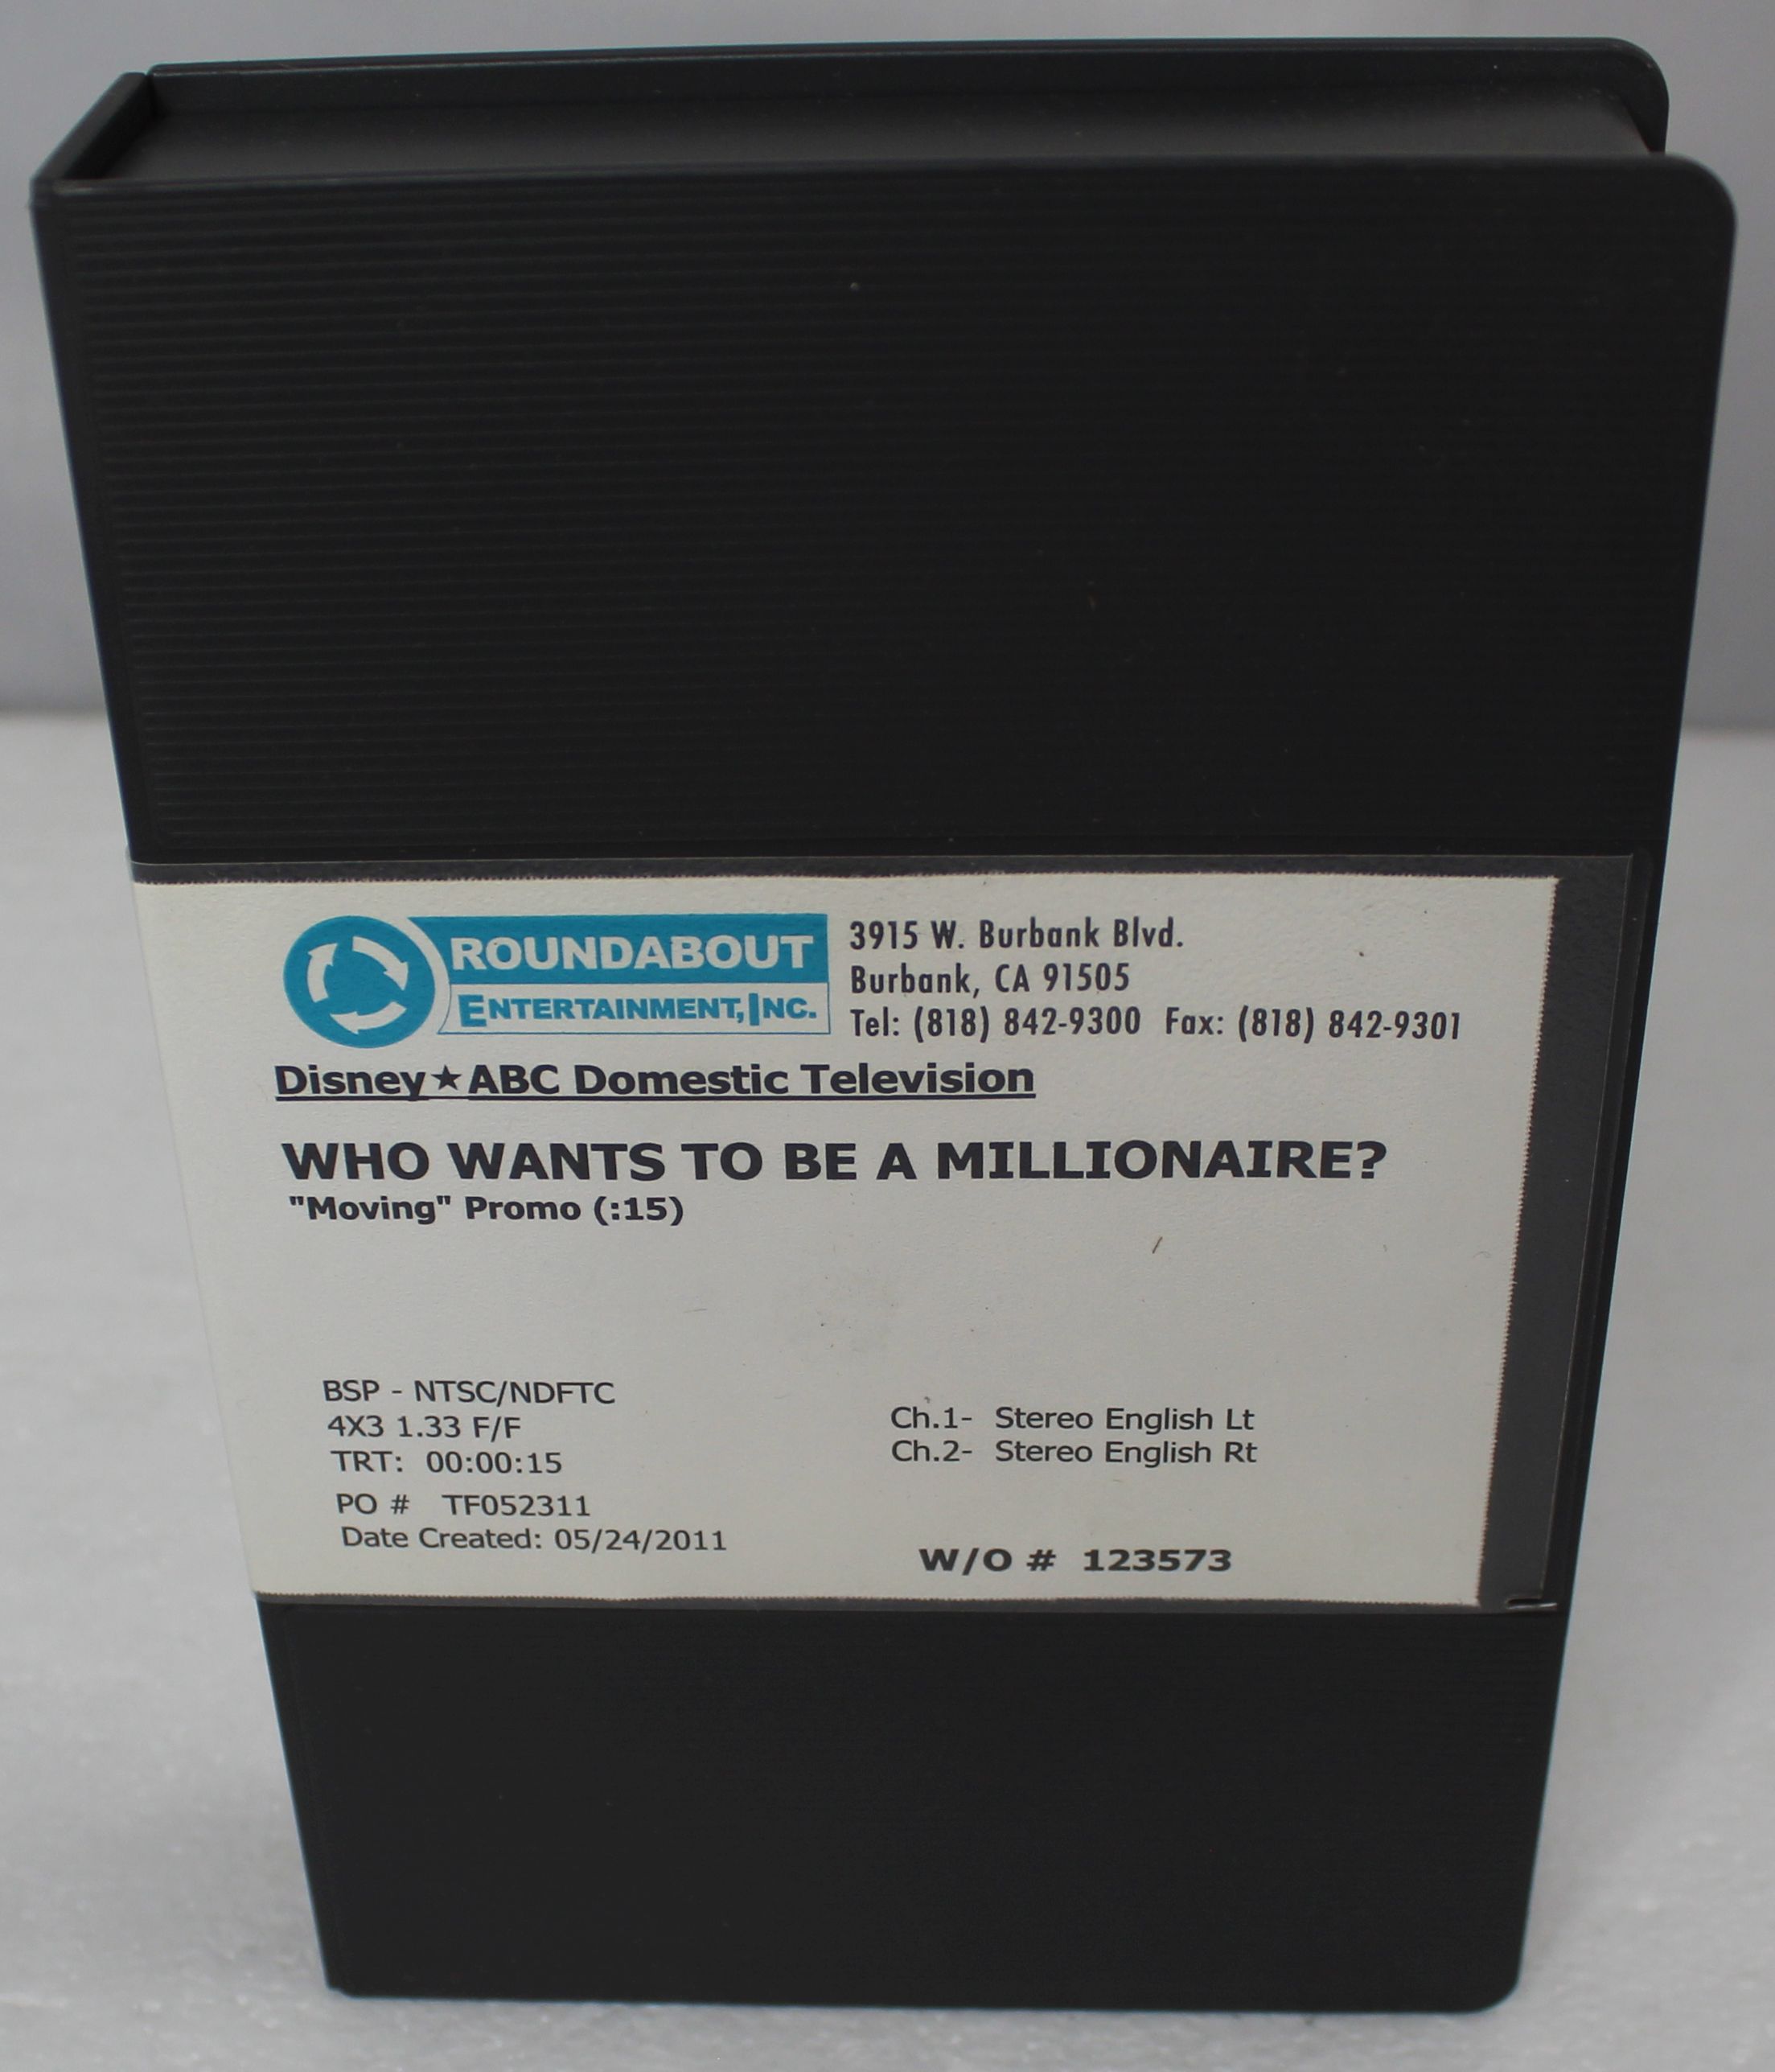 ROUNDABOUT
ENTERTAINMENT, INC.
3915 W. Burbank Blvd.
Burbank, CA 91505
Tel: (818) 842-9300 Fax: (818) 842-9301
Disney★ABC Domestic Television
WHO WANTS TO BE A MILLIONAIRE?
"Moving" Promo (:15)
BSP - NTSC/NDFTC
4X3 1.33 F/F
TRT: 00:00:15
PO # TF052311
Date Created: 05/24/2011
Ch.1- Stereo English Lt
Ch.2- Stereo English Rt
W/O # 123573